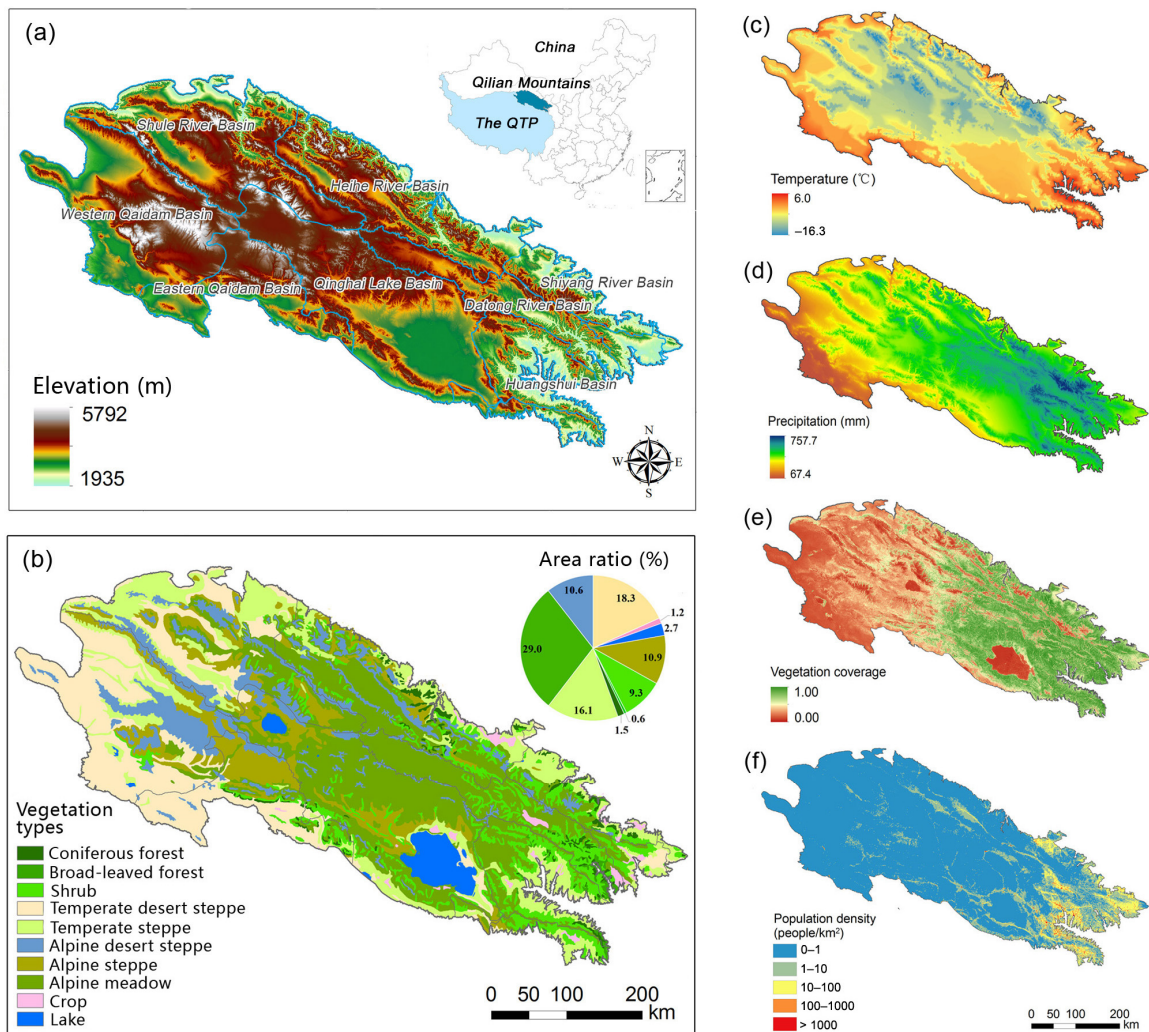 (a)
China
Qilian Mountains
The QTP
Shule River Basin
Heihe River Basin
Western Qaidam Basin
Eastern Qaidam Basin
Qinghai Lake Basin
Shiyang River Basin
Datong River Basin
Huangshui Basin
Elevation (m)
5792
1935
N
W
E
S
(b)
Area ratio (%)
10.6
18.3
1.2
2.7
29.0
10.9
9.3
16.1
0.6
1.5
Vegetation
types
Coniferous forest
Broad-leaved forest
Shrub
Temperate desert steppe
Temperate steppe
Alpine desert steppe
Alpine steppe
Alpine meadow
Crop
Lake
0 50 100 200
km
(c)
Temperature (℃)
6.0
–16.3
(d)
Precipitation (mm)
757.7
67.4
(e)
Vegetation coverage
1.00
0.00
(f)
Population density
(people/km²)
0–1
1–10
10–100
100–1000
> 1000
0 50 100 200
km